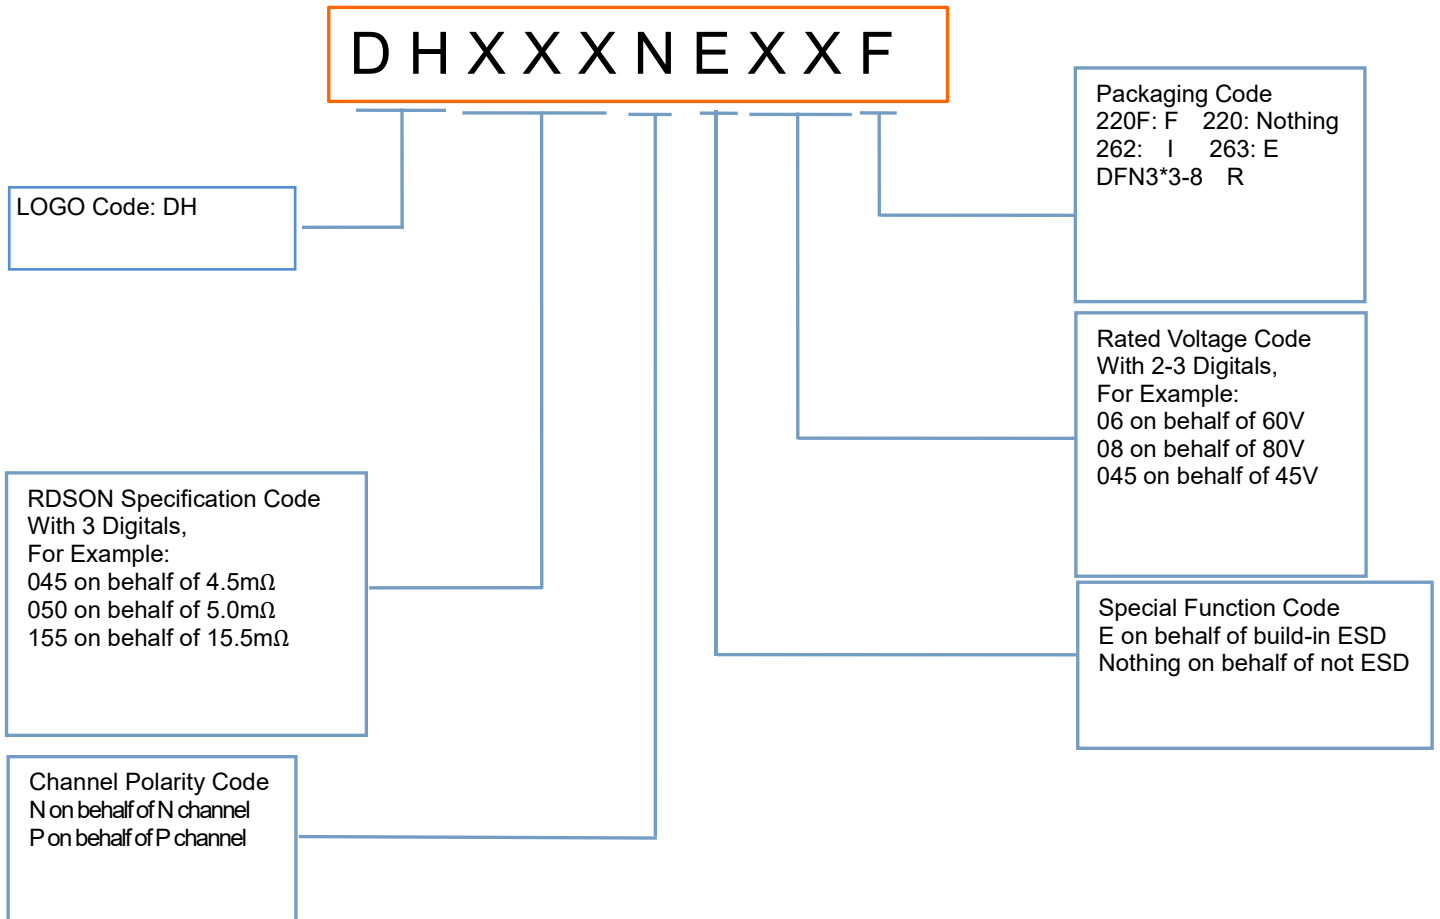 D H X X X N E X X F
Packaging Code
220F: F 220: Nothing
262: I 263: E
DFN3*3-8 R
LOGO Code: DH
Rated Voltage Code
With 2-3 Digitals,
For Example:
06 on behalf of 60V
08 on behalf of 80V
045 on behalf of 45V
RDSON Specification Code
With 3 Digitals,
For Example:
045 on behalf of 4.5mΩ
050 on behalf of 5.0mΩ
155 on behalf of 15.5mΩ
Special Function Code
E on behalf of build-in ESD
Nothing on behalf of not ESD
Channel Polarity Code
N on behalf of N channel
P on behalf of P channel